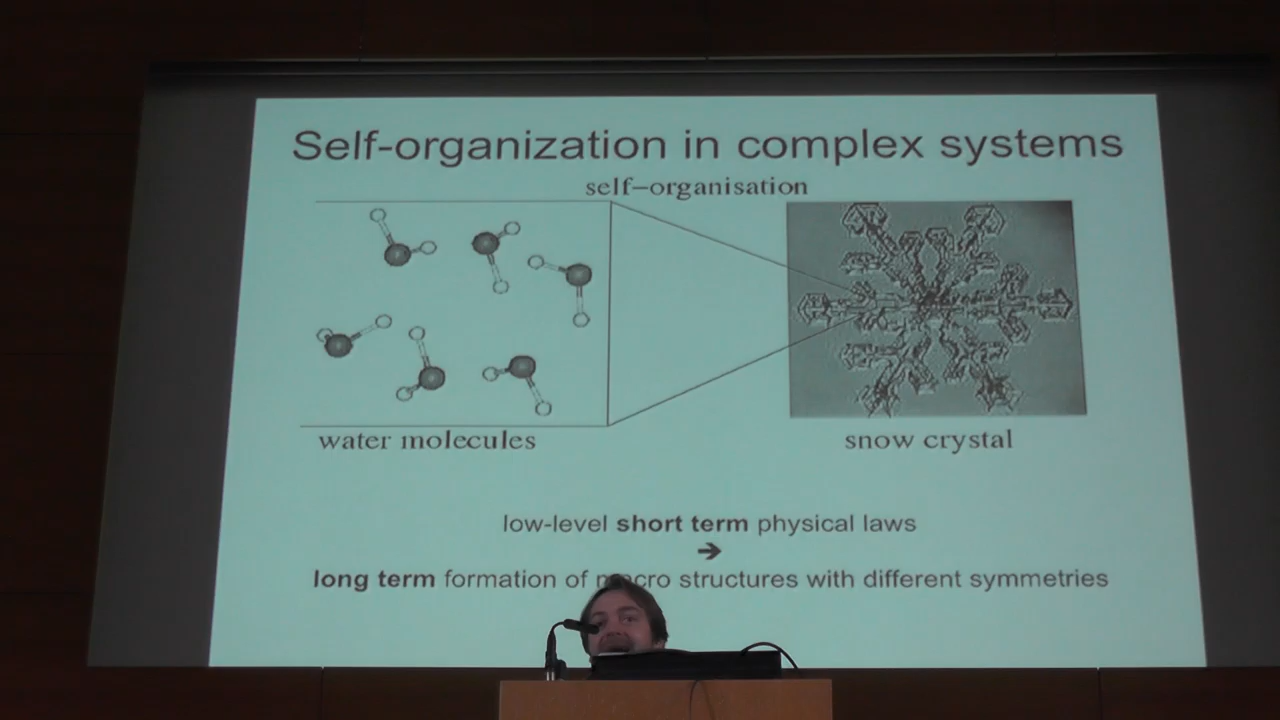 Self-organization in complex systems
self-organisation
water molecules
snow crystal
low-level short term physical laws
➔
long term formation of macro structures with different symmetries